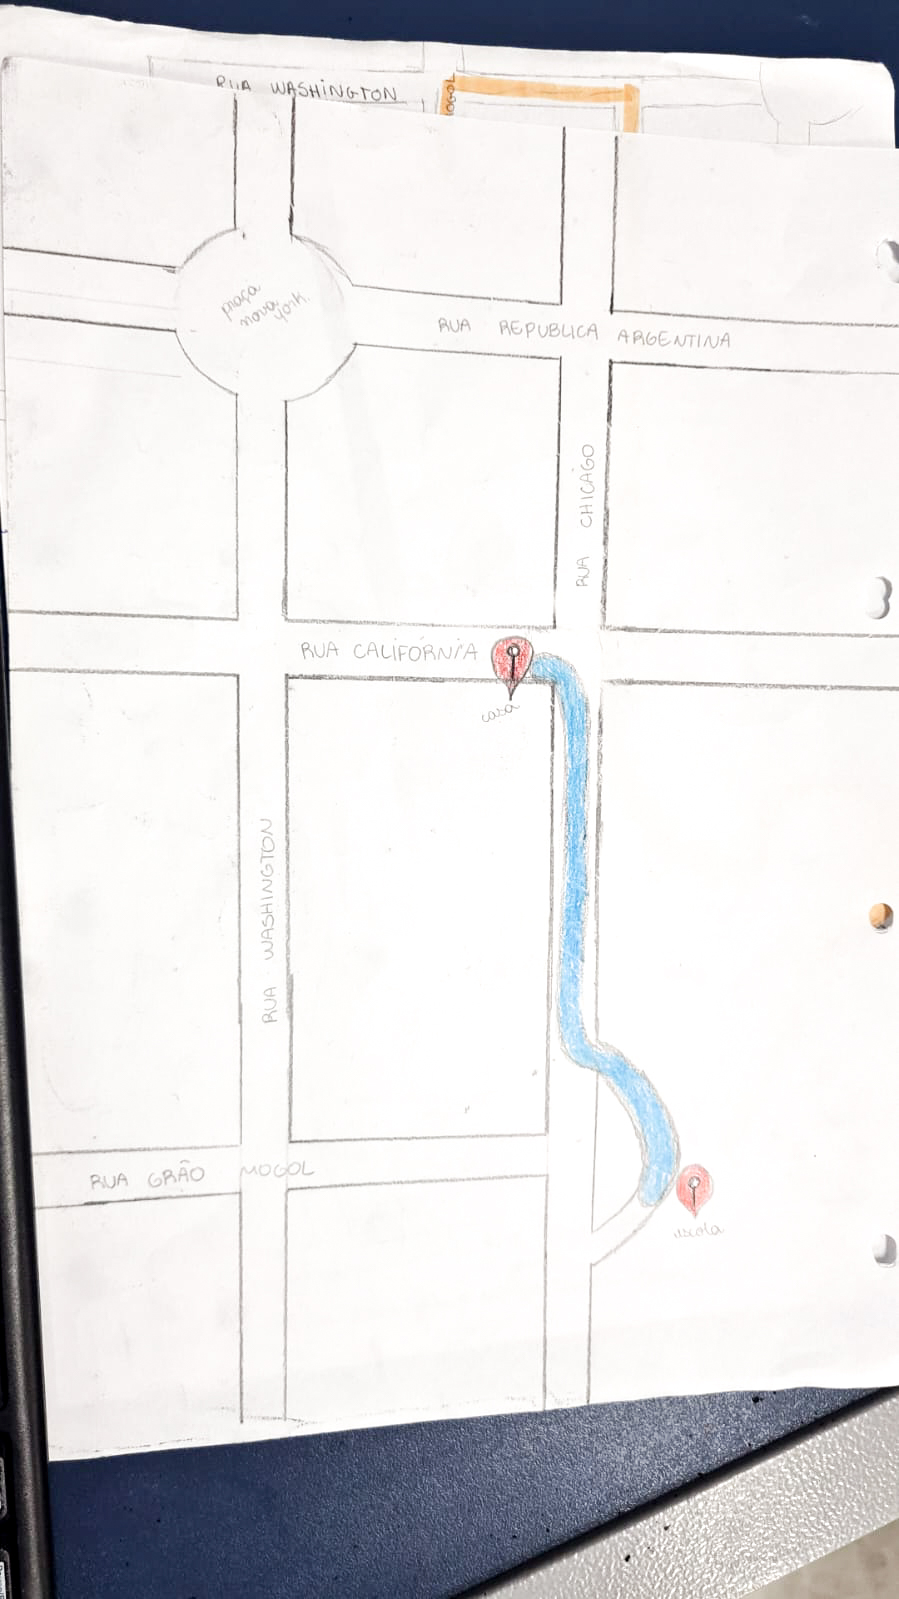 RUA WASHINGTON
MOGOL
praça
nova
york.
RUA REPUBLICA ARGENTINA
RUA CHICAGO
RUA CALIFÓRNIA
casa
RUA WASHINGTON
RUA GRÃO MOGOL
escola